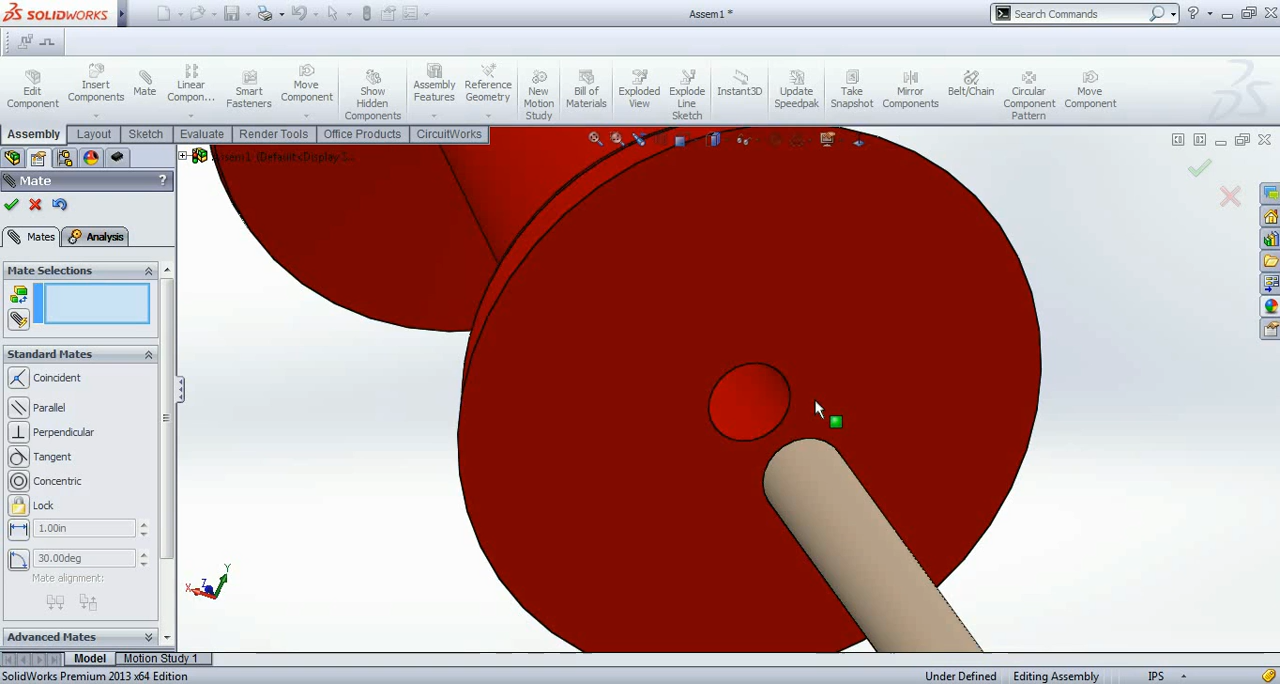 SOLIDWORKS
Assem1 *
Search Commands
Edit Component
Insert Components
Mate
Linear Compon...
Smart Fasteners
Move Component
Show Hidden Components
Assembly Features
Reference Geometry
New Motion Study
Bill of Materials
Exploded View
Explode Line Sketch
Instant3D
Update Speedpak
Take Snapshot
Mirror Components
Belt/Chain
Circular Component Pattern
Move Component
Assembly
Layout
Sketch
Evaluate
Render Tools
Office Products
CircuitWorks
Assem1 (Default<Display S...
Mate
?
Mates
Analysis
Mate Selections
Standard Mates
Coincident
Parallel
Perpendicular
Tangent
Concentric
Lock
1.00in
30.00deg
Mate alignment:
Advanced Mates
Y
X
Z
Model
Motion Study 1
SolidWorks Premium 2013 x64 Edition
Under Defined
Editing Assembly
IPS